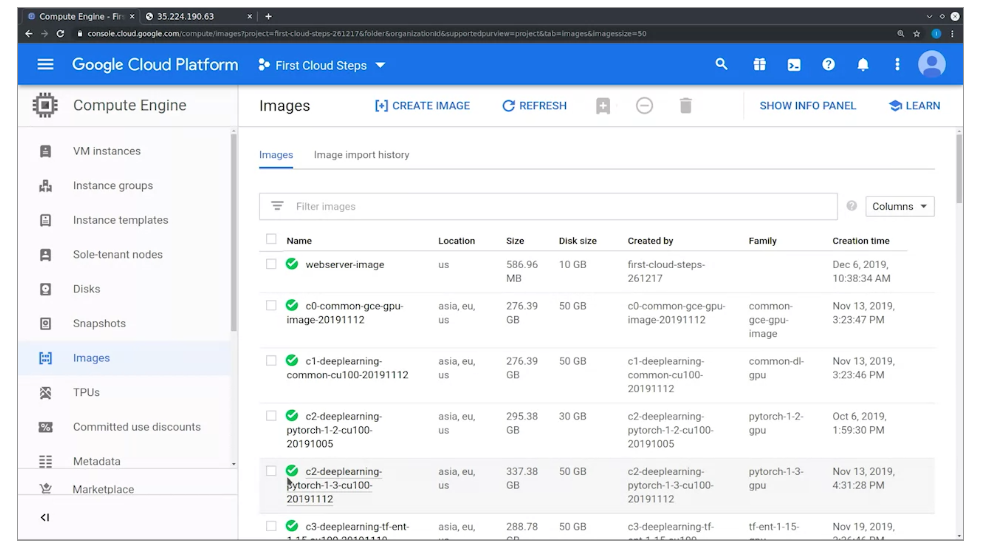 Compute Engine - Fir × 35.224.190.63 × +
console.cloud.google.com/compute/images?project=first-cloud-steps-261217&folder&organizationId&supportedpurview=project&tab=images&imagessize=50
Google Cloud Platform First Cloud Steps
Compute Engine
Images CREATE IMAGE REFRESH SHOW INFO PANEL LEARN
VM instances
Instance groups
Instance templates
Sole-tenant nodes
Disks
Snapshots
Images
TPUs
Committed use discounts
Metadata
Marketplace
Images Image import history
Filter images Columns
Name Location Size Disk size Created by Family Creation time
webserver-image us 586.96 10 GB first-cloud-steps- Dec 6, 2019,
MB 261217 10:38:34 AM
c0-common-gce-gpu- asia, eu, 276.39 50 GB c0-common-gce-gpu- common- Nov 13, 2019,
image-20191112 us GB image-20191112 gce-gpu- 3:23:47 PM
image
c1-deeplearning- asia, eu, 276.39 50 GB c1-deeplearning- common-dl- Nov 13, 2019,
common-cu100-20191112 us GB common-cu100- gpu 3:23:46 PM
20191112
c2-deeplearning- asia, eu, 295.38 30 GB c2-deeplearning- pytorch-1-2- Oct 6, 2019,
pytorch-1-2-cu100- us GB pytorch-1-2-cu100- gpu 1:59:30 PM
20191005 20191005
c2-deeplearning- asia, eu, 337.38 50 GB c2-deeplearning- pytorch-1-3- Nov 13, 2019,
pytorch-1-3-cu100- us GB pytorch-1-3-cu100- gpu 4:31:28 PM
20191112 20191112
c3-deeplearning-tf-ent- asia, eu, 288.78 50 GB c3-deeplearning-tf- tf-ent-1-15- Nov 19, 2019,